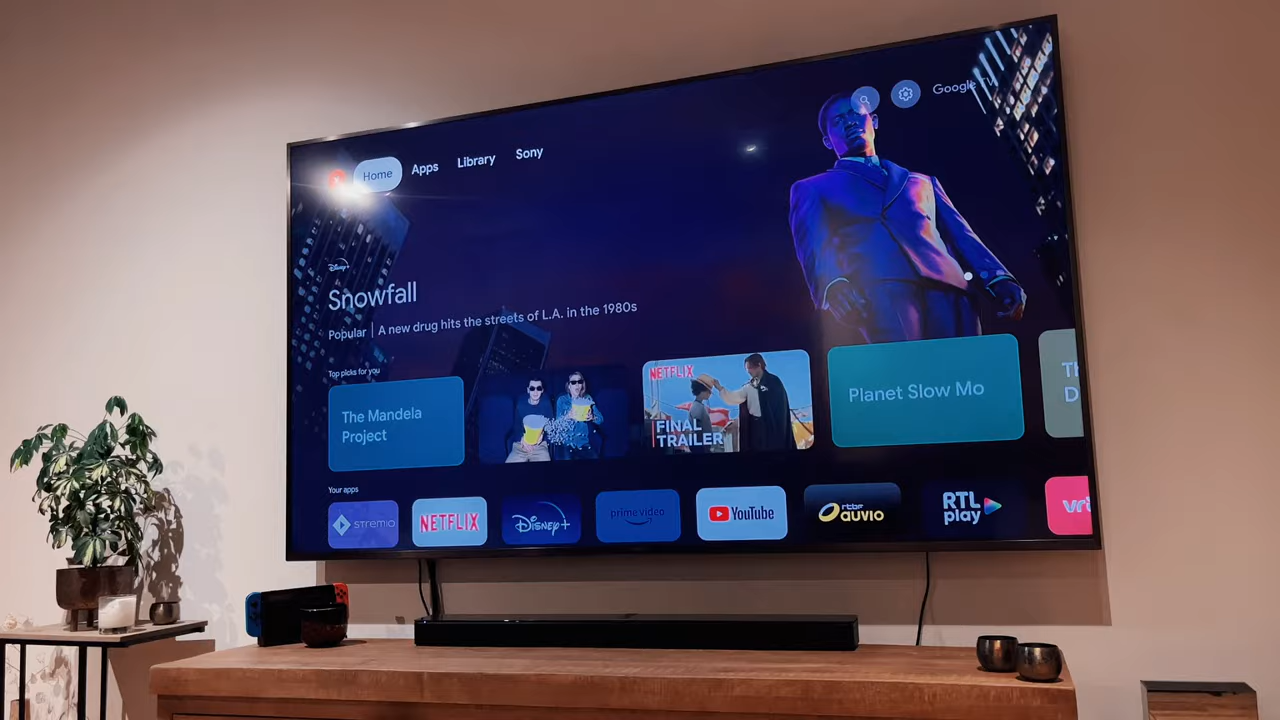 Home
Apps
Library
Sony
Google TV
Disney+
Snowfall
Popular | A new drug hits the streets of L.A. in the 1980s
Top picks for you
The Mandela
Project
NETFLIX
FINAL
TRAILER
Planet Slow Mo
Your apps
stremio
NETFLIX
Disney+
prime video
YouTube
rtbf
auvio
RTL
play